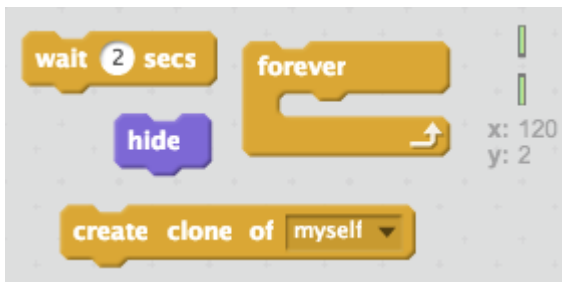 wait 2 secs
forever
hide
x: 120
y: 2
create clone of myself